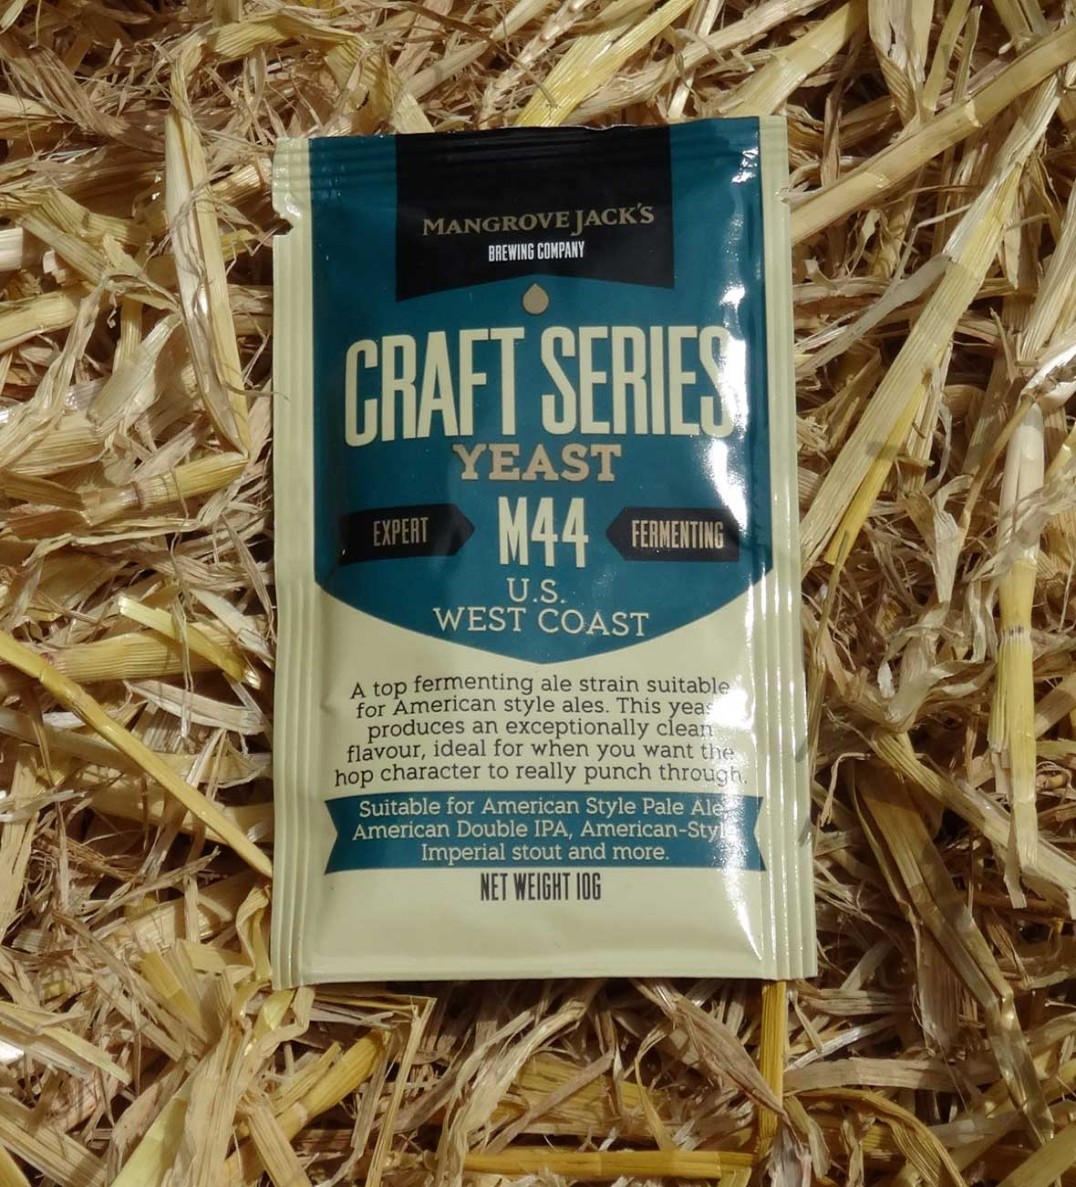 MANGROVE JACK'S
BREWING COMPANY
CRAFT SERIES
YEAST
EXPERT M44 FERMENTING
U.S.
WEST COAST
A top fermenting ale strain suitable
for American style ales. This yeast
produces an exceptionally clean
flavour, ideal for when you want the
hop character to really punch through.
Suitable for American Style Pale Ale,
American Double IPA, American-Style
Imperial stout and more.
NET WEIGHT 10G